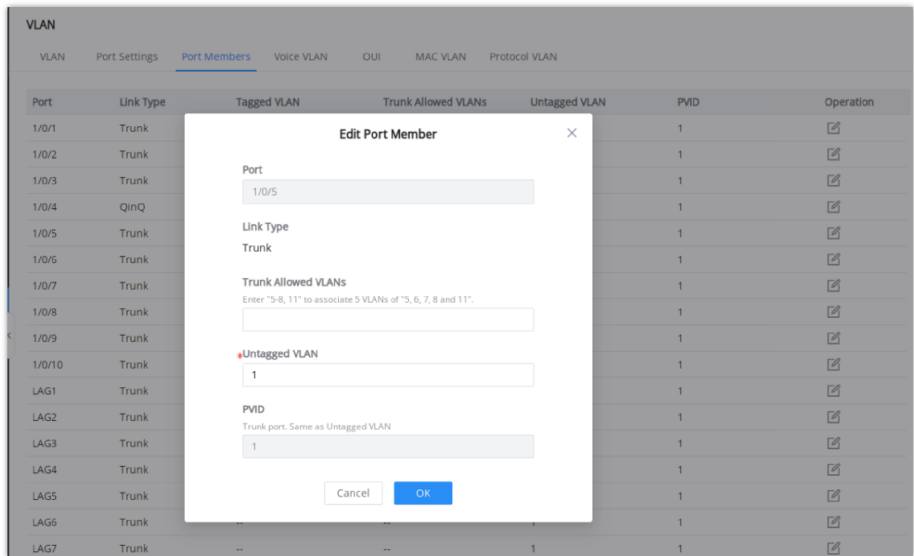 VLAN
VLAN Port Settings Port Members Voice VLAN OUI MAC VLAN Protocol VLAN
Port Link Type Tagged VLAN Trunk Allowed VLANs Untagged VLAN PVID Operation
1/0/1 Trunk 1
1/0/2 Trunk 1
1/0/3 Trunk 1
1/0/4 QinQ 1
1/0/5 Trunk 1
1/0/6 Trunk 1
1/0/7 Trunk 1
1/0/8 Trunk 1
1/0/9 Trunk 1
1/0/10 Trunk 1
LAG1 Trunk 1
LAG2 Trunk 1
LAG3 Trunk 1
LAG4 Trunk 1
LAG5 Trunk 1
LAG6 Trunk -- -- 1 1
LAG7 Trunk -- -- 1 1
Edit Port Member
Port
1/0/5
Link Type
Trunk
Trunk Allowed VLANs
Enter "5-8, 11" to associate 5 VLANs of "5, 6, 7, 8 and 11".
*Untagged VLAN
1
PVID
Trunk port. Same as Untagged VLAN
1
Cancel OK